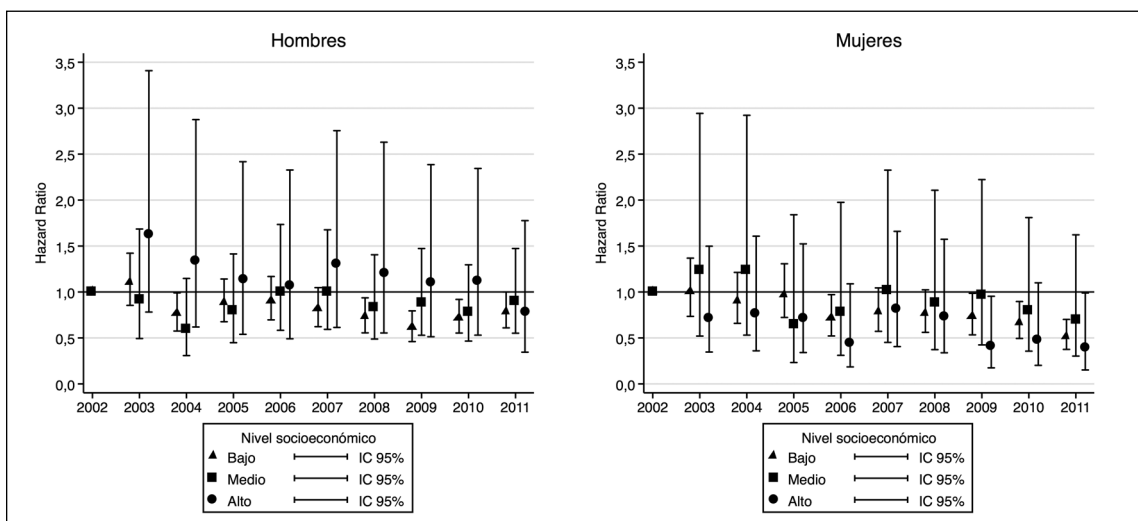 Hombres
3,5
3,0
2,5
2,0
1,5
1,0
0,5
0,0
Hazard Ratio
2002 2003 2004 2005 2006 2007 2008 2009 2010 2011
Nivel socioeconómico
Bajo IC 95%
Medio IC 95%
Alto IC 95%
Mujeres
3,5
3,0
2,5
2,0
1,5
1,0
0,5
0,0
Hazard Ratio
2002 2003 2004 2005 2006 2007 2008 2009 2010 2011
Nivel socioeconómico
Bajo IC 95%
Medio IC 95%
Alto IC 95%